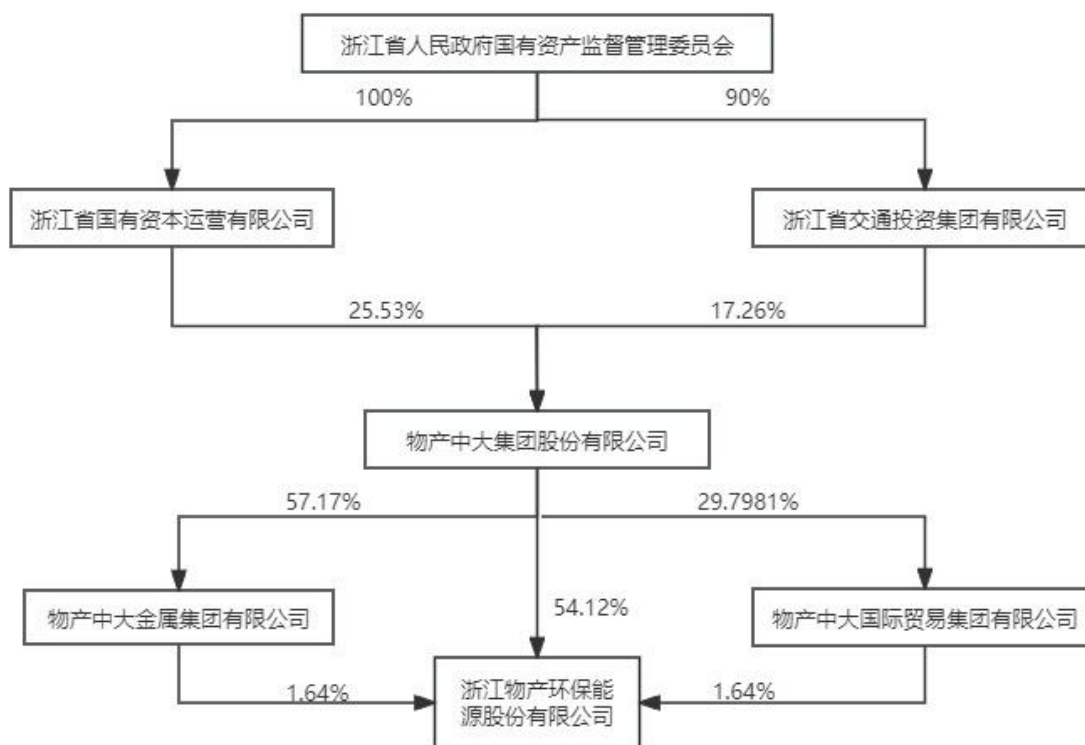 浙江省人民政府国有资产监督管理委员会
100%
90%
浙江省国有资本运营有限公司
浙江省交通投资集团有限公司
25.53%
17.26%
物产中大集团股份有限公司
57.17%
29.7981%
物产中大金属集团有限公司
54.12%
物产中大国际贸易集团有限公司
1.64%
浙江物产环保能
源股份有限公司
1.64%